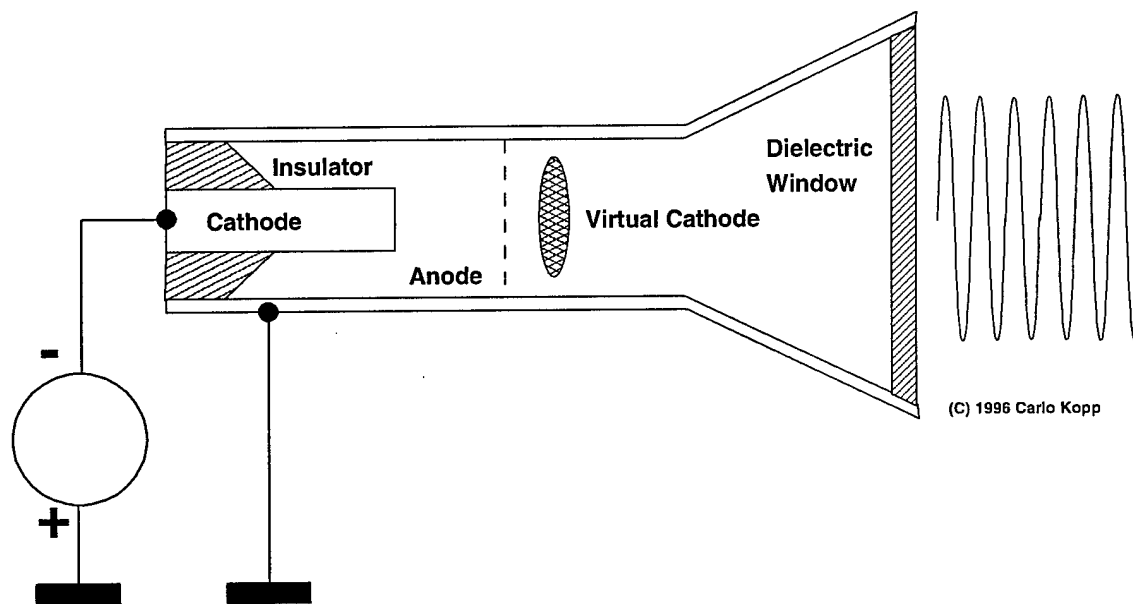 Insulator
Cathode
Anode
Virtual Cathode
Dielectric
Window
-
+
(C) 1996 Carlo Kopp